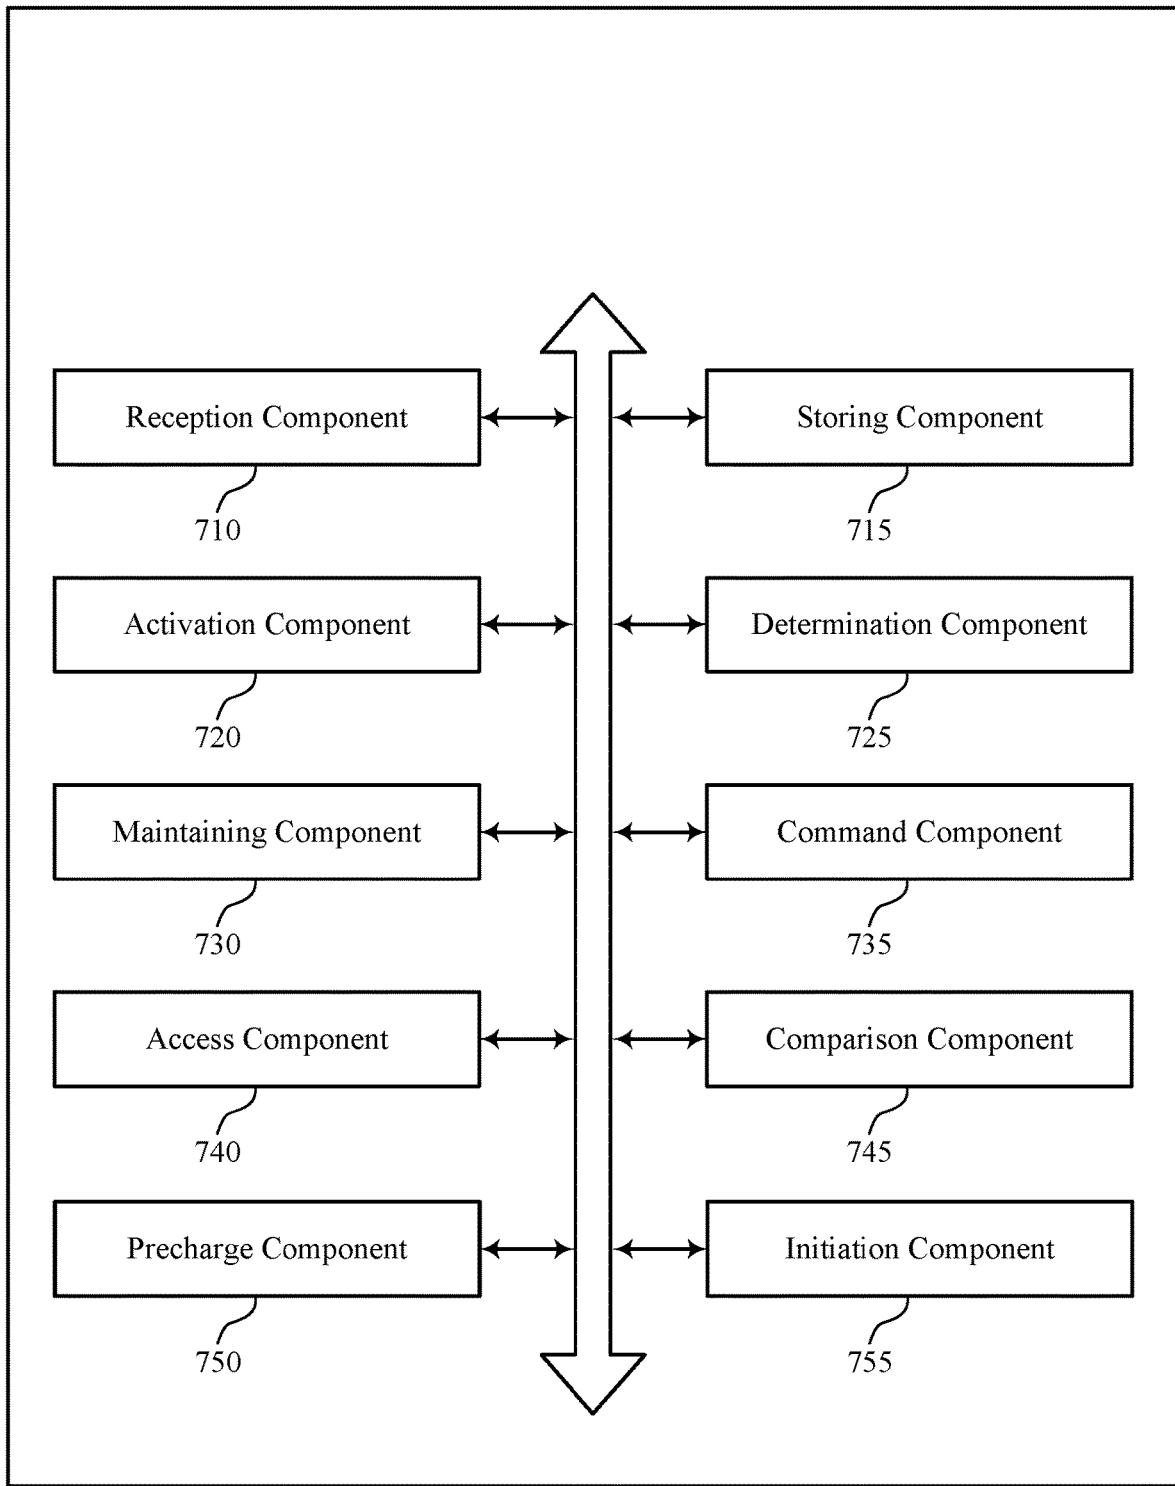 Reception Component
710
Storing Component
715
Activation Component
720
Determination Component
725
Maintaining Component
730
Command Component
735
Access Component
740
Comparison Component
745
Precharge Component
750
Initiation Component
755